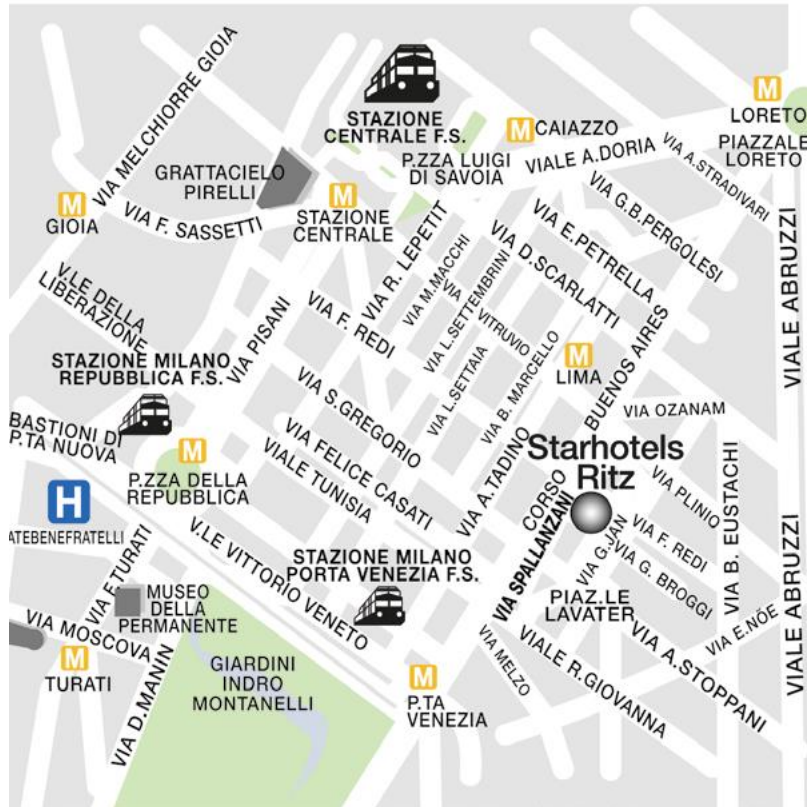 VIA MELCHIORRE GIOIA
STAZIONE
CENTRALE F.S.
M
LORETO
PIAZZALE
LORETO
M CAIAZZO
P.ZZA LUIGI
DI SAVOIA
VIALE A.DORIA
VIA A.STRADIVARI
GRATTACIELO
PIRELLI
M
GIOIA
VIA F. SASSETTI
M
STAZIONE
CENTRALE
VIA R. LEPETIT
VIA G.B.PERGOLESI
VIA E.PETRELLA
VIA D.SCARLATTI
VIA M.MACCHI
VIA VITRUVIO
VIA L.SETTEMBRINI
V.LE DELLA
LIBERAZIONE
VIA PISANI
VIA F. REDI
VIALE ABRUZZI
STAZIONE MILANO
REPUBBLICA F.S.
VIA S.GREGORIO
VIA L.SETTAIA
VIA B. MARCELLO
M
LIMA
CORSO BUENOS AIRES
VIA OZANAM
BASTIONI DI
P.TA NUOVA
M
P.ZZA DELLA
REPUBBLICA
VIA FELICE CASATI
VIALE TUNISIA
VIA A.TADINO
Starhotels
Ritz
VIA PLINIO
VIA B. EUSTACHI
H
ATEBENEFRATELLI
VIA SPALLANZANI
VIA G.JAN
VIA F. REDI
VIA G. BROGGI
VIALE ABRUZZI
VIA F.TURATI
V.LE VITTORIO VENETO
STAZIONE MILANO
PORTA VENEZIA F.S.
MUSEO
DELLA
PERMANENTE
PIAZ.LE
LAVATER
VIA MOSCOVA
M
TURATI
VIA D.MANIN
GIARDINI
INDRO
MONTANELLI
M
P.TA
VENEZIA
VIA MELZO
VIALE R.GIOVANNA
VIA A.STOPPANI
VIA E.NÖE